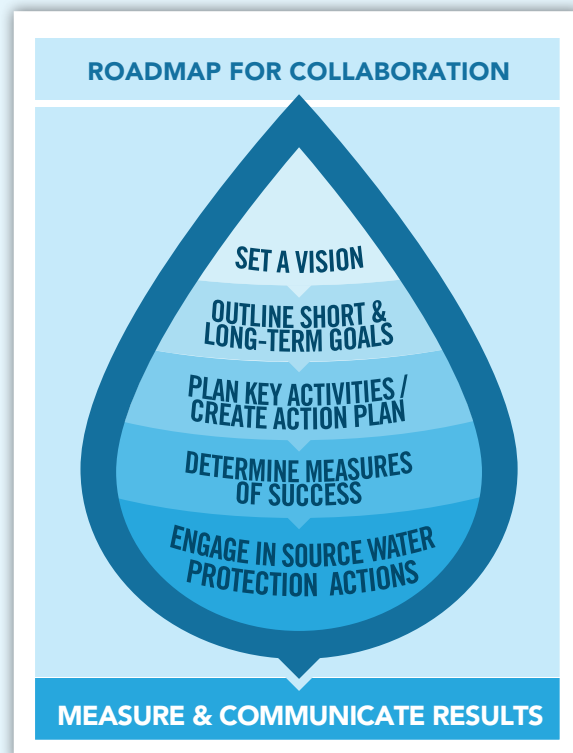 ROADMAP FOR COLLABORATION
SET A VISION
OUTLINE SHORT &
LONG-TERM GOALS
PLAN KEY ACTIVITIES /
CREATE ACTION PLAN
DETERMINE MEASURES
OF SUCCESS
ENGAGE IN SOURCE WATER
PROTECTION ACTIONS
MEASURE & COMMUNICATE RESULTS